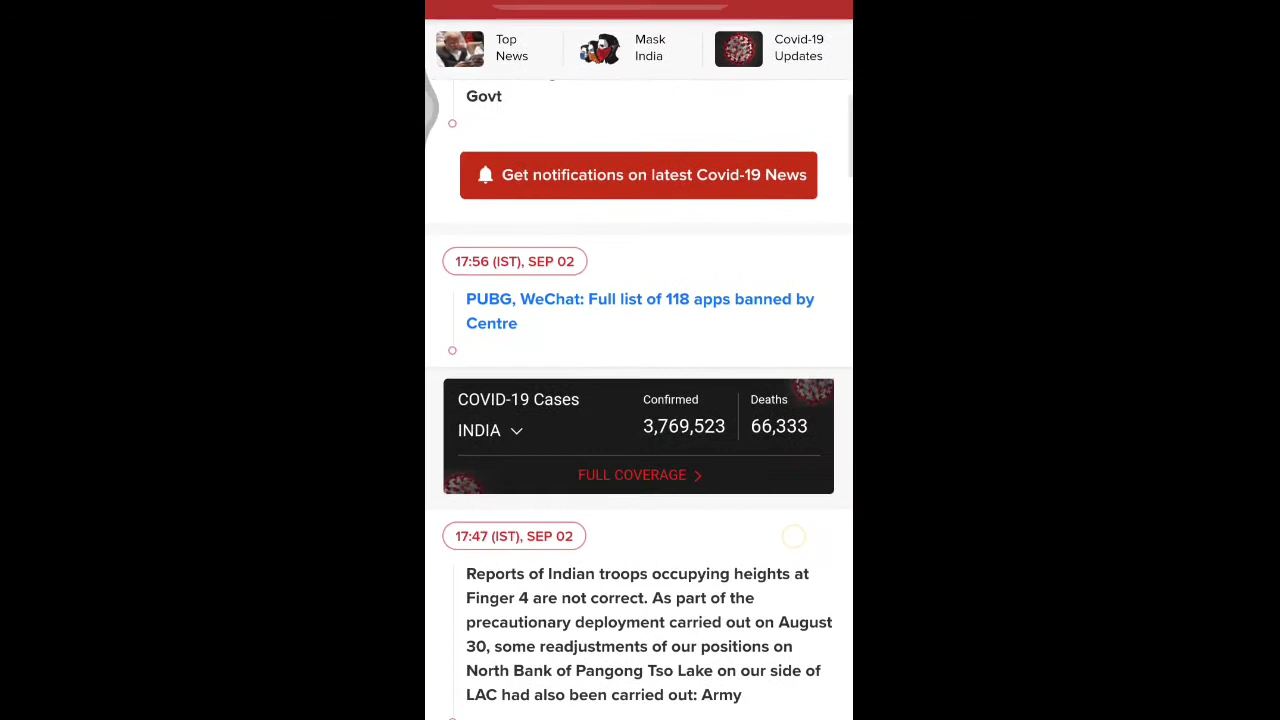 Top
News
Mask
India
Covid-19
Updates
Govt
Get notifications on latest Covid-19 News
17:56 (IST), SEP 02
PUBG, WeChat: Full list of 118 apps banned by
Centre
COVID-19 Cases
INDIA
Confirmed
3,769,523
Deaths
66,333
FULL COVERAGE
17:47 (IST), SEP 02
Reports of Indian troops occupying heights at
Finger 4 are not correct. As part of the
precautionary deployment carried out on August
30, some readjustments of our positions on
North Bank of Pangong Tso Lake on our side of
LAC had also been carried out: Army